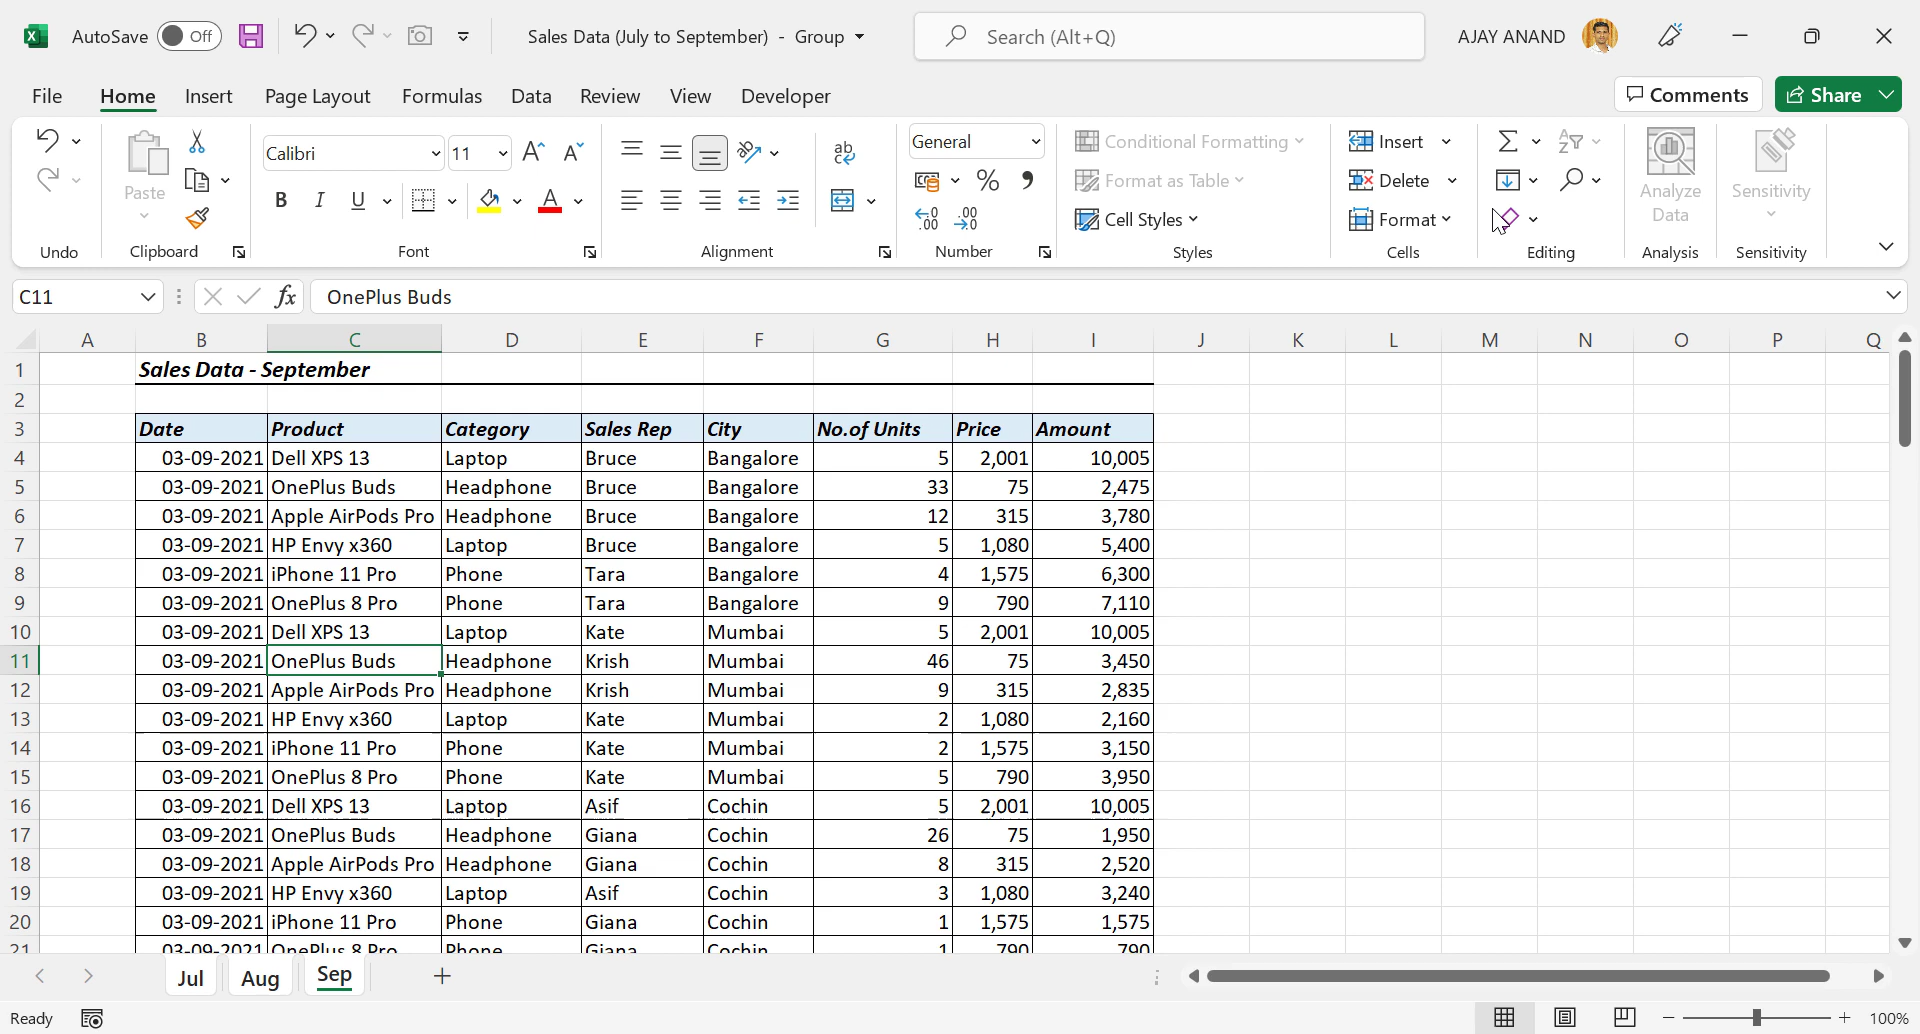 AutoSave Off Sales Data (July to September) - Group Search (Alt+Q) AJAY ANAND
File Home Insert Page Layout Formulas Data Review View Developer Comments Share
Calibri 11 General Conditional Formatting Insert
Paste Format as Table Delete Analyze Data Sensitivity
B I U Cell Styles Format
Undo Clipboard Font Alignment Number Styles Cells Editing Analysis Sensitivity
C11 fx OnePlus Buds
A B C D E F G H I J K L M N O P Q
1 Sales Data - September
2
3 Date Product Category Sales Rep City No.of Units Price Amount
4 03-09-2021 Dell XPS 13 Laptop Bruce Bangalore 5 2,001 10,005
5 03-09-2021 OnePlus Buds Headphone Bruce Bangalore 33 75 2,475
6 03-09-2021 Apple AirPods Pro Headphone Bruce Bangalore 12 315 3,780
7 03-09-2021 HP Envy x360 Laptop Bruce Bangalore 5 1,080 5,400
8 03-09-2021 iPhone 11 Pro Phone Tara Bangalore 4 1,575 6,300
9 03-09-2021 OnePlus 8 Pro Phone Tara Bangalore 9 790 7,110
10 03-09-2021 Dell XPS 13 Laptop Kate Mumbai 5 2,001 10,005
11 03-09-2021 OnePlus Buds Headphone Krish Mumbai 46 75 3,450
12 03-09-2021 Apple AirPods Pro Headphone Krish Mumbai 9 315 2,835
13 03-09-2021 HP Envy x360 Laptop Kate Mumbai 2 1,080 2,160
14 03-09-2021 iPhone 11 Pro Phone Kate Mumbai 2 1,575 3,150
15 03-09-2021 OnePlus 8 Pro Phone Kate Mumbai 5 790 3,950
16 03-09-2021 Dell XPS 13 Laptop Asif Cochin 5 2,001 10,005
17 03-09-2021 OnePlus Buds Headphone Giana Cochin 26 75 1,950
18 03-09-2021 Apple AirPods Pro Headphone Giana Cochin 8 315 2,520
19 03-09-2021 HP Envy x360 Laptop Asif Cochin 3 1,080 3,240
20 03-09-2021 iPhone 11 Pro Phone Giana Cochin 1 1,575 1,575
21 03-09-2021 OnePlus 8 Pro Phone Giana Cochin 1 790 790
Jul Aug Sep
Ready 100%